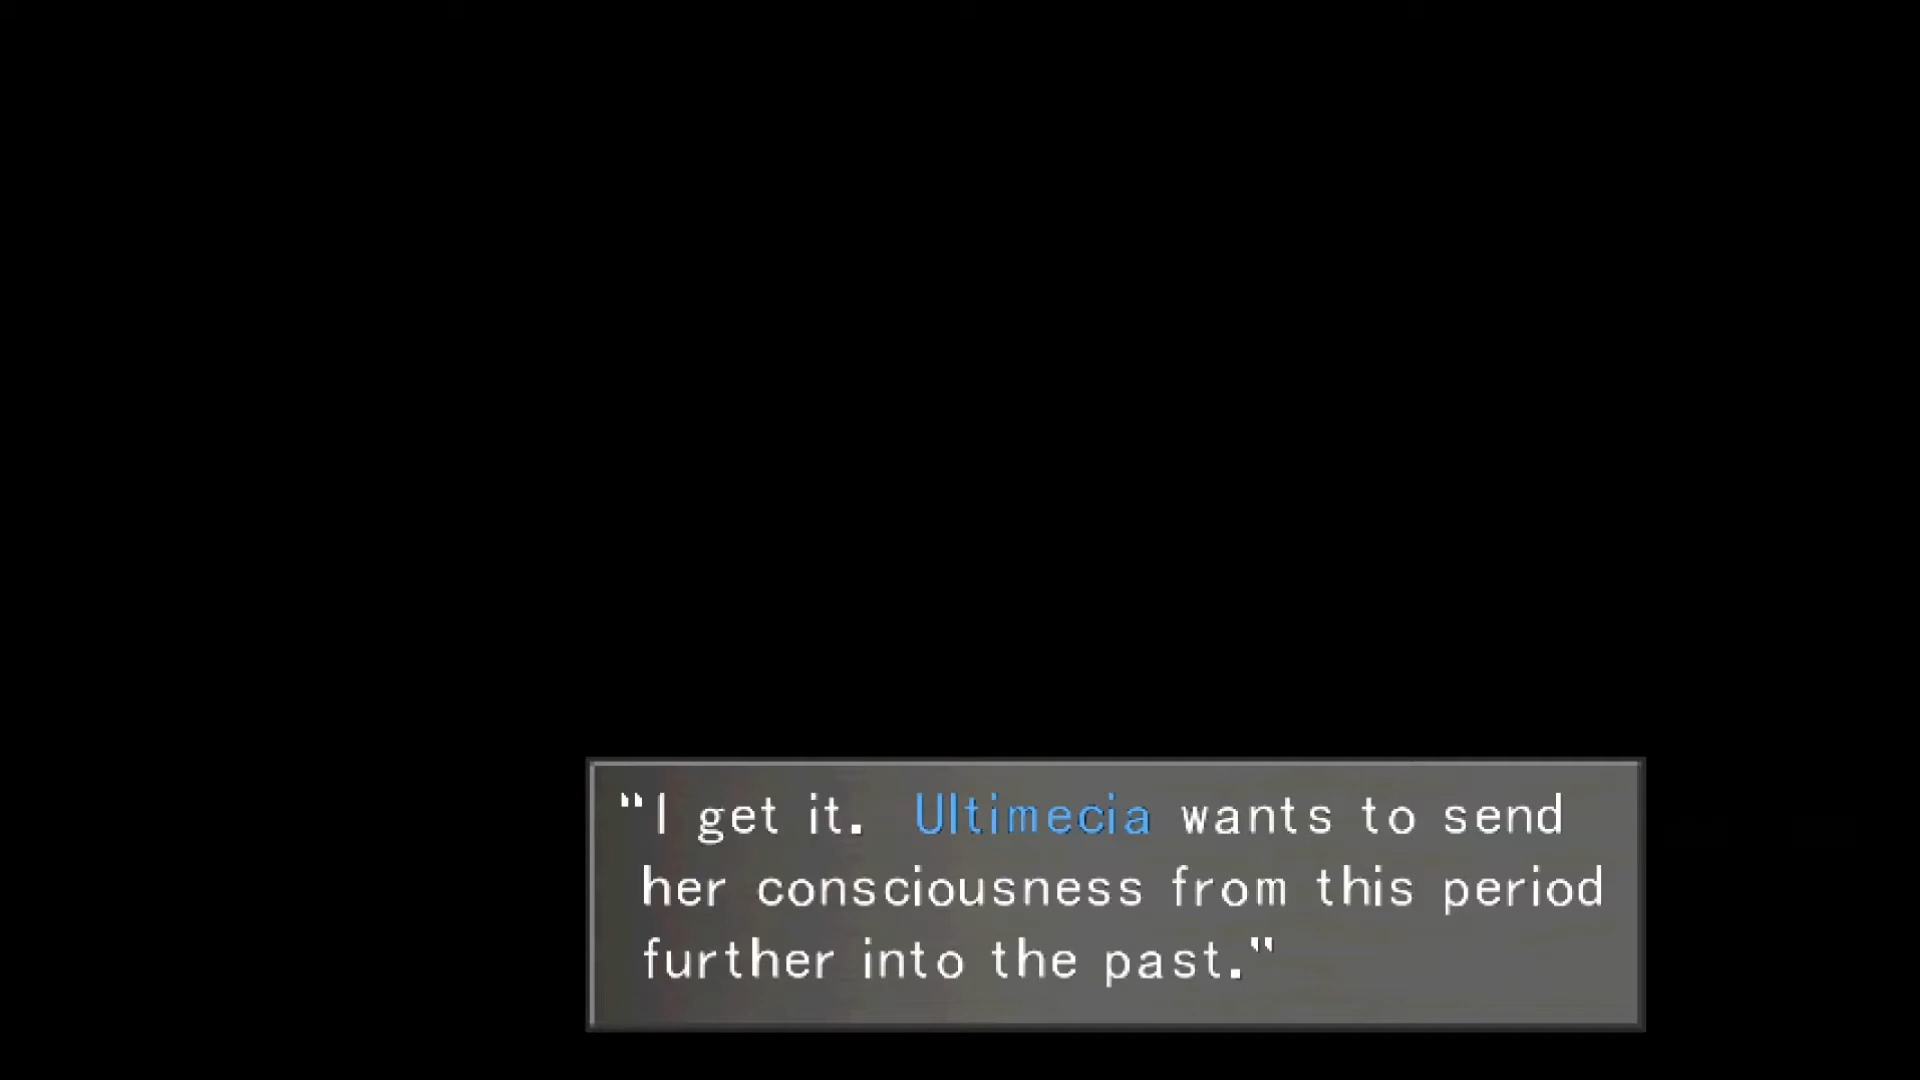 "I get it. Ultimecia wants to send
her consciousness from this period
further into the past."